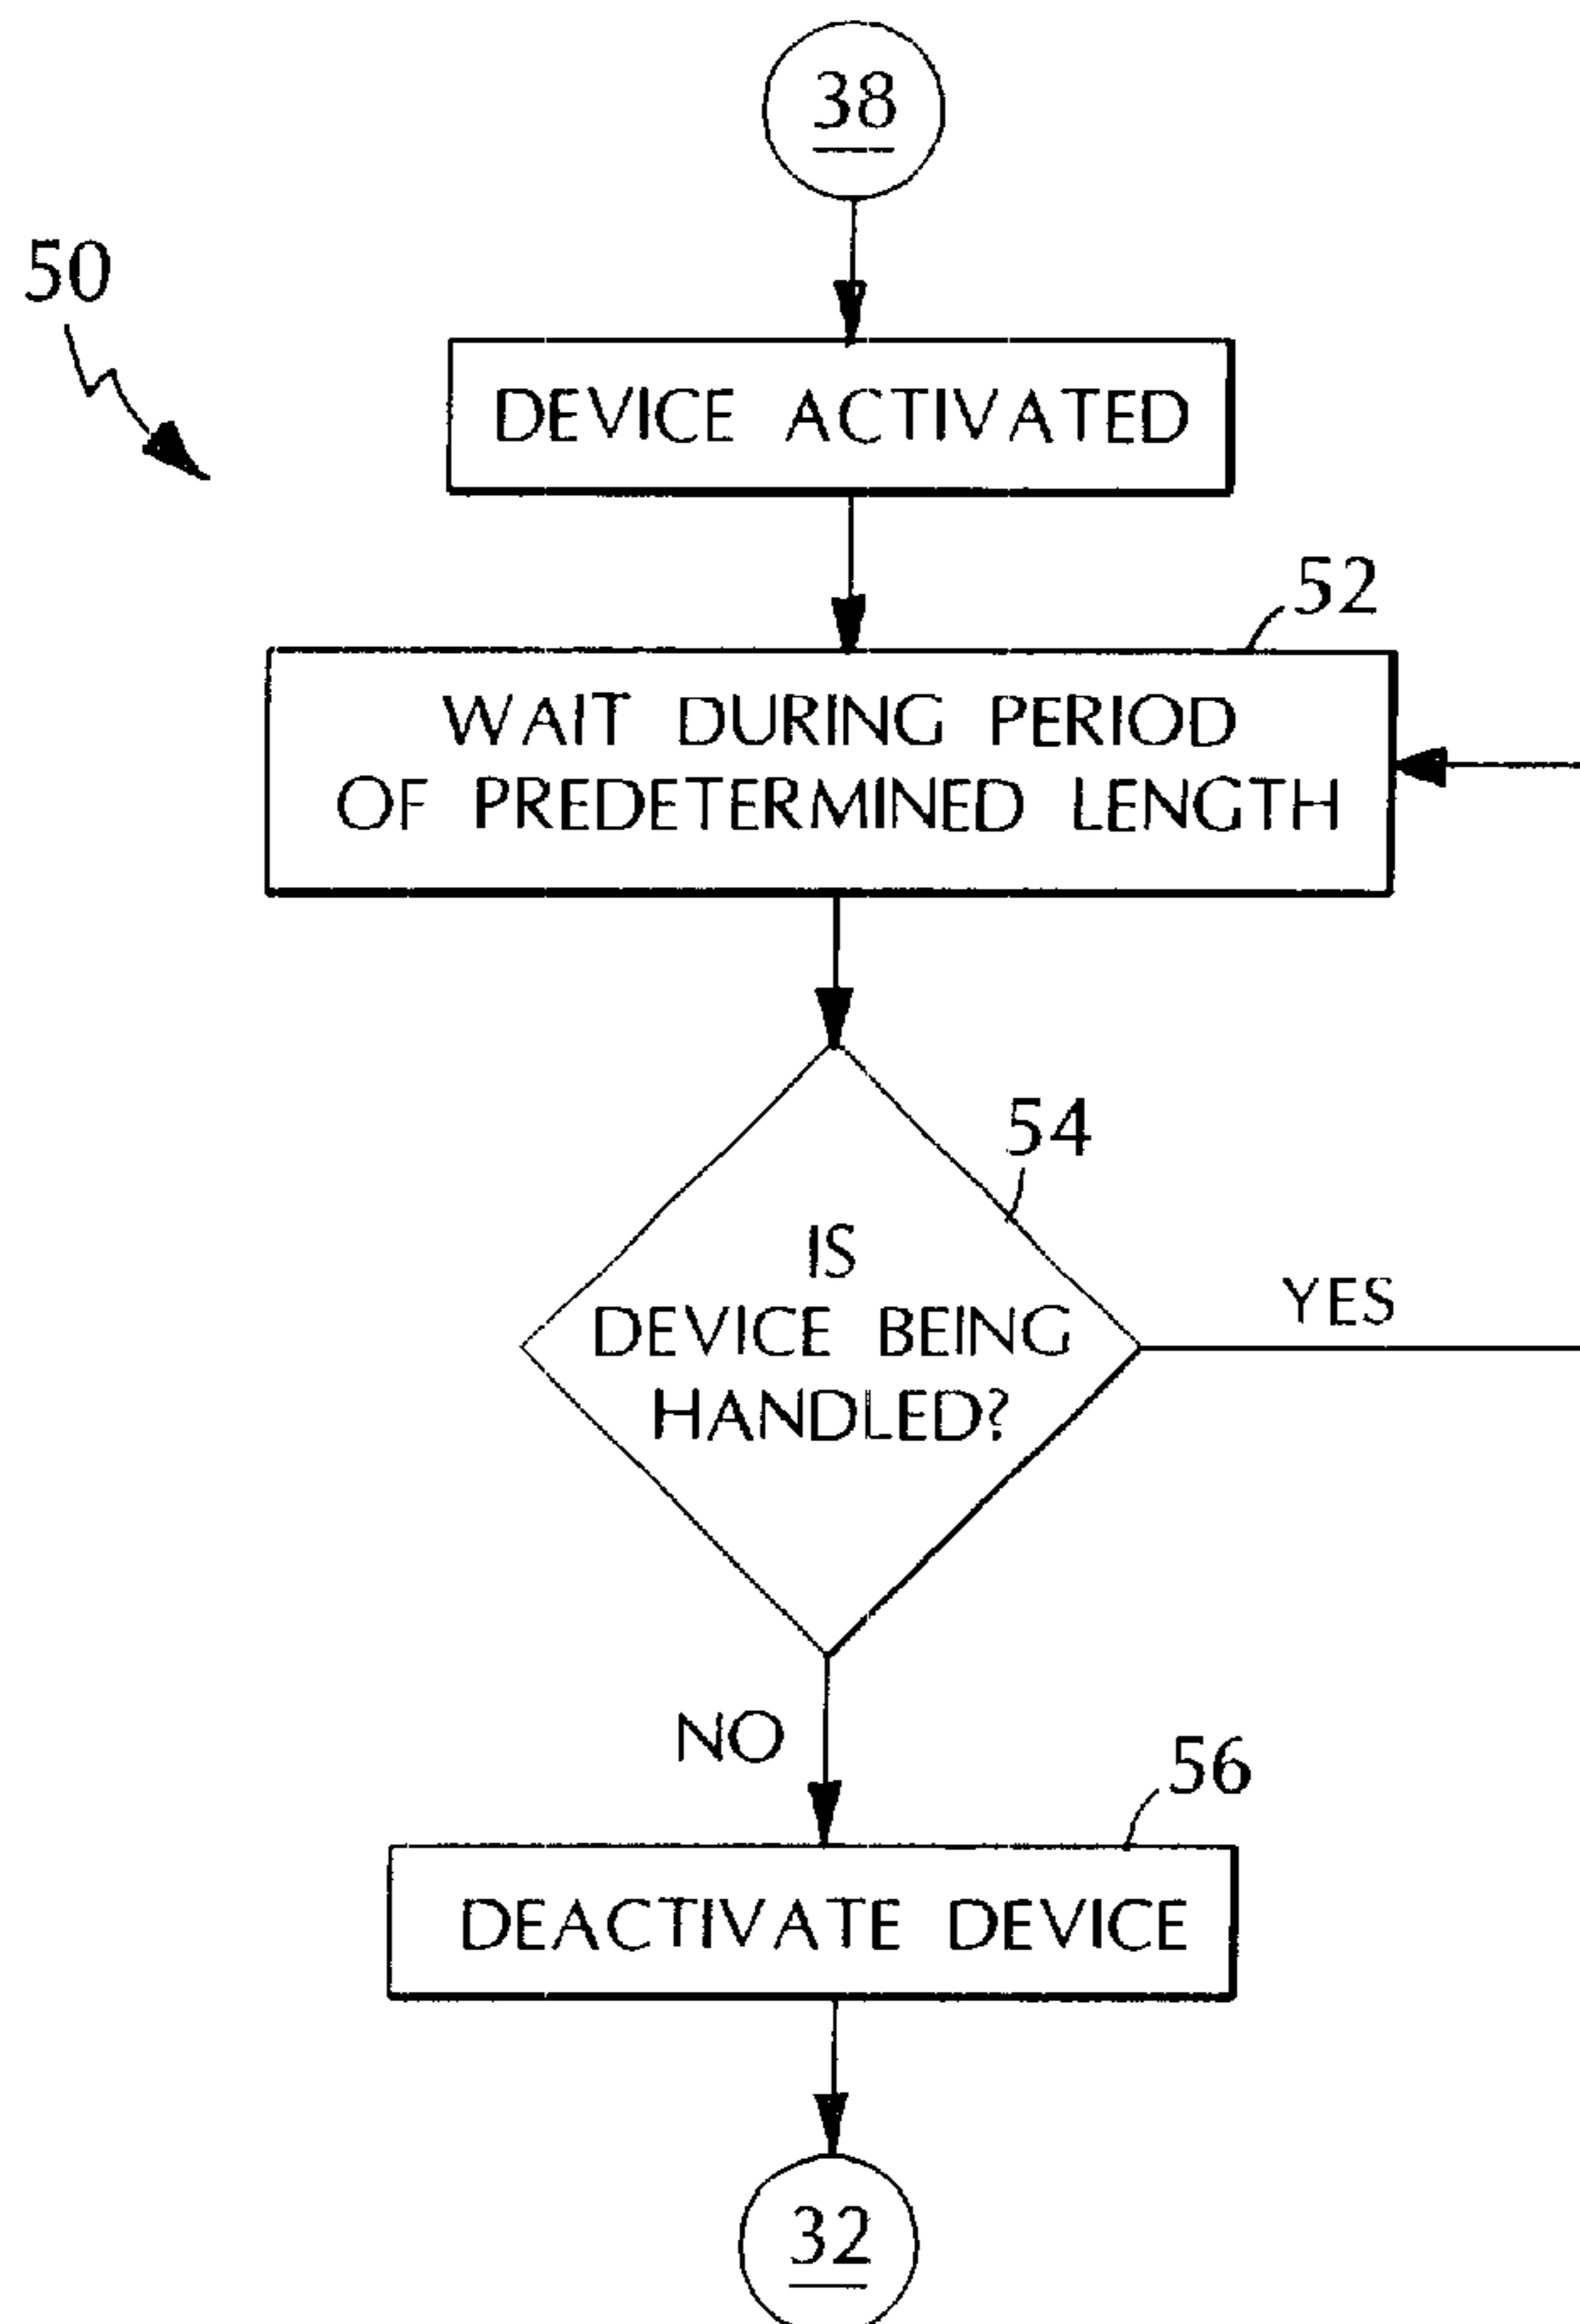 38
50
DEVICE ACTIVATED
52
WAIT DURING PERIOD
OF PREDETERMINED LENGTH
54
IS
DEVICE BEING
HANDLED?
YES
NO
56
DEACTIVATE DEVICE
32